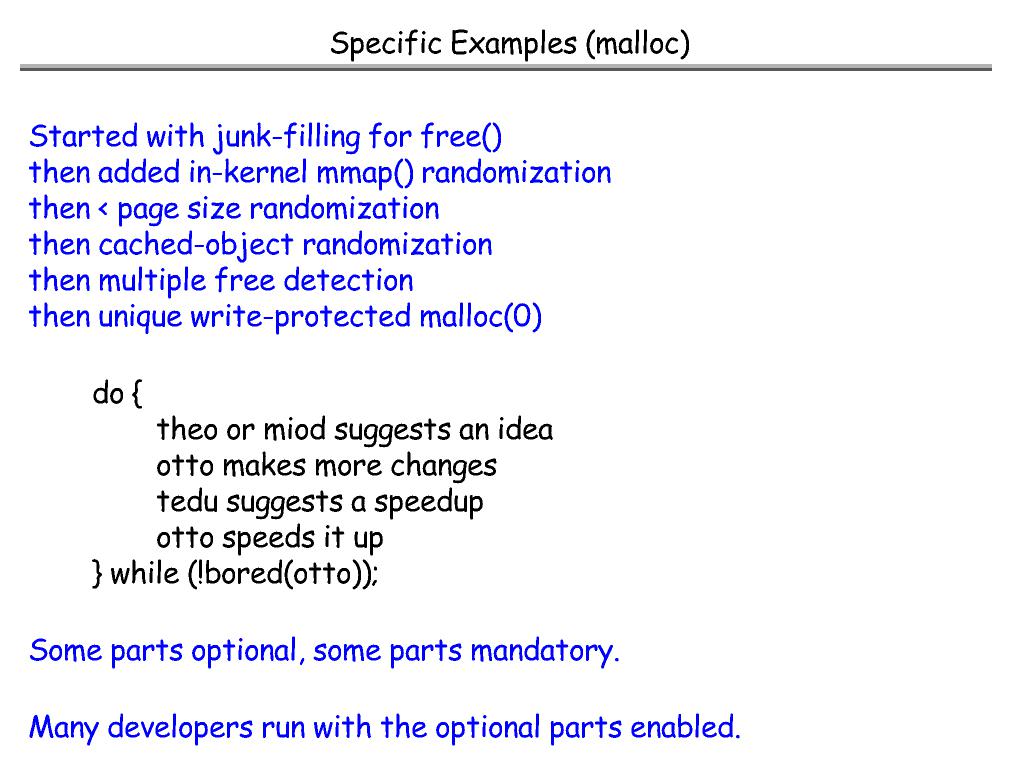 Specific Examples (malloc)
Started with junk-filling for free()
then added in-kernel mmap() randomization
then < page size randomization
then cached-object randomization
then multiple free detection
then unique write-protected malloc(0)
do {
theo or miod suggests an idea
otto makes more changes
tedu suggests a speedup
otto speeds it up
} while (!bored(otto));
Some parts optional, some parts mandatory.
Many developers run with the optional parts enabled.